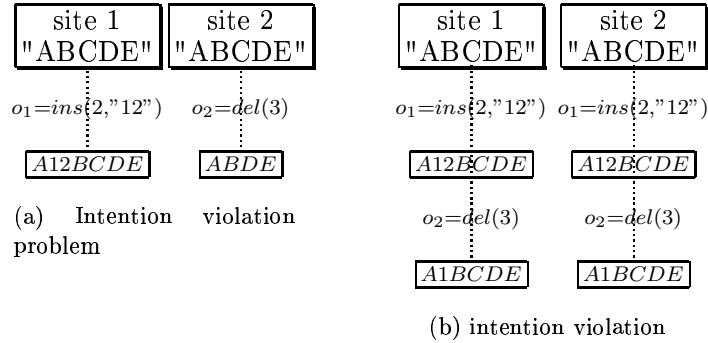 site 1
"ABCDE"
site 2
"ABCDE"
o1=ins(2,"12")
o2=del(3)
A12BCDE
ABDE
(a) Intention violation
problem
site 1
"ABCDE"
site 2
"ABCDE"
o1=ins(2,"12")
o1=ins(2,"12")
A12BCDE
A12BCDE
o2=del(3)
o2=del(3)
A1BCDE
A1BCDE
(b) intention violation